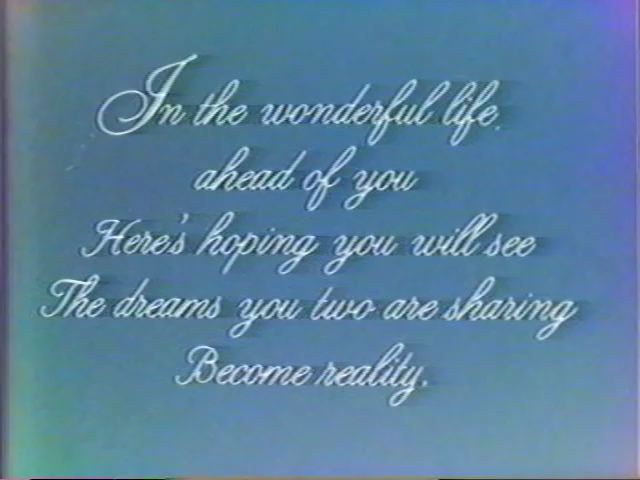 In the wonderful life
ahead of you
Here's hoping you will see
The dreams you two are sharing
Become reality.